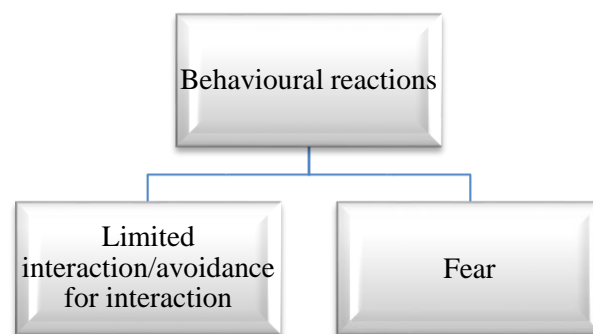 Behavioural reactions
Limited
interaction/avoidance
for interaction
Fear